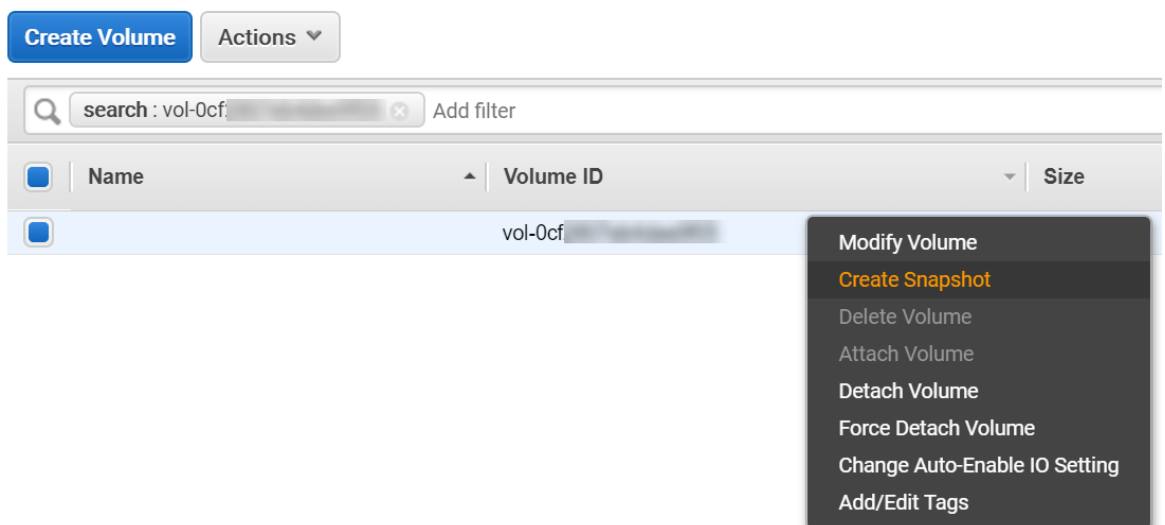 Create Volume Actions
search : vol-0cf Add filter
Name Volume ID Size
vol-0cf
Modify Volume
Create Snapshot
Delete Volume
Attach Volume
Detach Volume
Force Detach Volume
Change Auto-Enable IO Setting
Add/Edit Tags